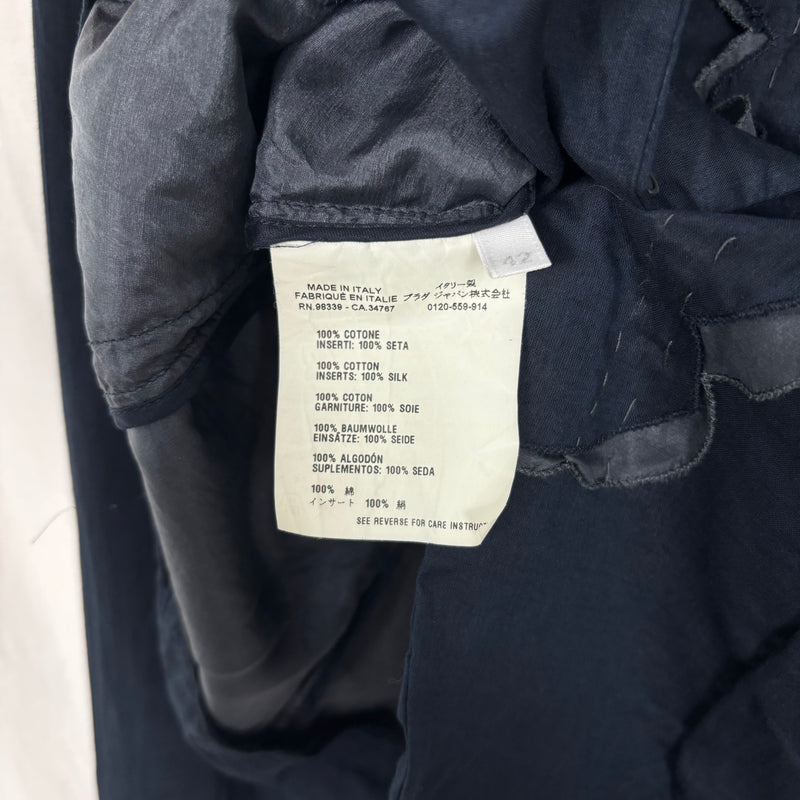 42
MADE IN ITALY イタリー製
FABRIQUÉ EN ITALIE プラダ ジャパン株式会社
RN.98339 - CA.34767 0120-559-914
100% COTONE
INSERTI: 100% SETA
100% COTTON
INSERTS: 100% SILK
100% COTON
GARNITURE: 100% SOIE
100% BAUMWOLLE
EINSÄTZE: 100% SEIDE
100% ALGODÓN
SUPLEMENTOS: 100% SEDA
100% 綿
インサート 100% 絹
SEE REVERSE FOR CARE INSTRUC